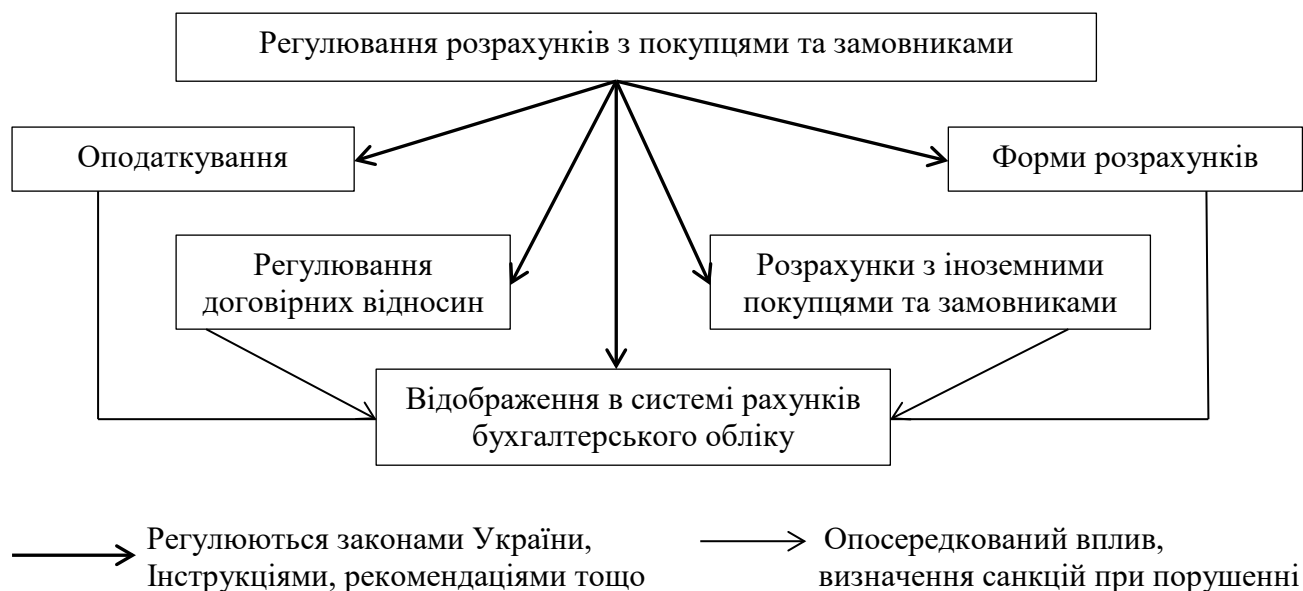 Регулювання розрахунків з покупцями та замовниками
Оподаткування
Форми розрахунків
Регулювання
договірних відносин
Розрахунки з іноземними
покупцями та замовниками
Відображення в системі рахунків
бухгалтерського обліку
Регулюються законами України,
Інструкціями, рекомендаціями тощо
Опосередкований вплив,
визначення санкцій при порушенні